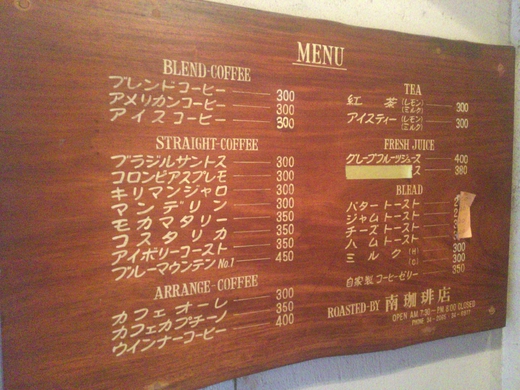 MENU
BLEND-COFFEE
ブレンドコーヒー 300
アメリカンコーヒー 300
アイスコーヒー 300
STRAIGHT-COFFEE
ブラジルサントス 300
コロンビアスプレモ 300
キリマンジャロ 300
マンデリン 300
モカマタリー 350
コスタリカ 350
アイボリーコースト 350
ブルーマウンテンNo.1 450
ARRANGE-COFFEE
カフェオーレ 300
カフェカプチーノ 350
ウインナーコーヒー 400
TEA
紅茶 (レモン) (ミルク) 300
アイスティー (レモン) (ミルク) 300
FRESH JUICE
グレープフルーツジュース 400
ス
BLEAD
バタートースト
ジャムトースト
チーズトースト
ハムトースト
ミルク (H) 300
(C) 300
自家製コーヒーゼリー 350
ROASTED-BY 南珈琲店
OPEN AM.7:30~PM.6:00 CLOSED
PHONE